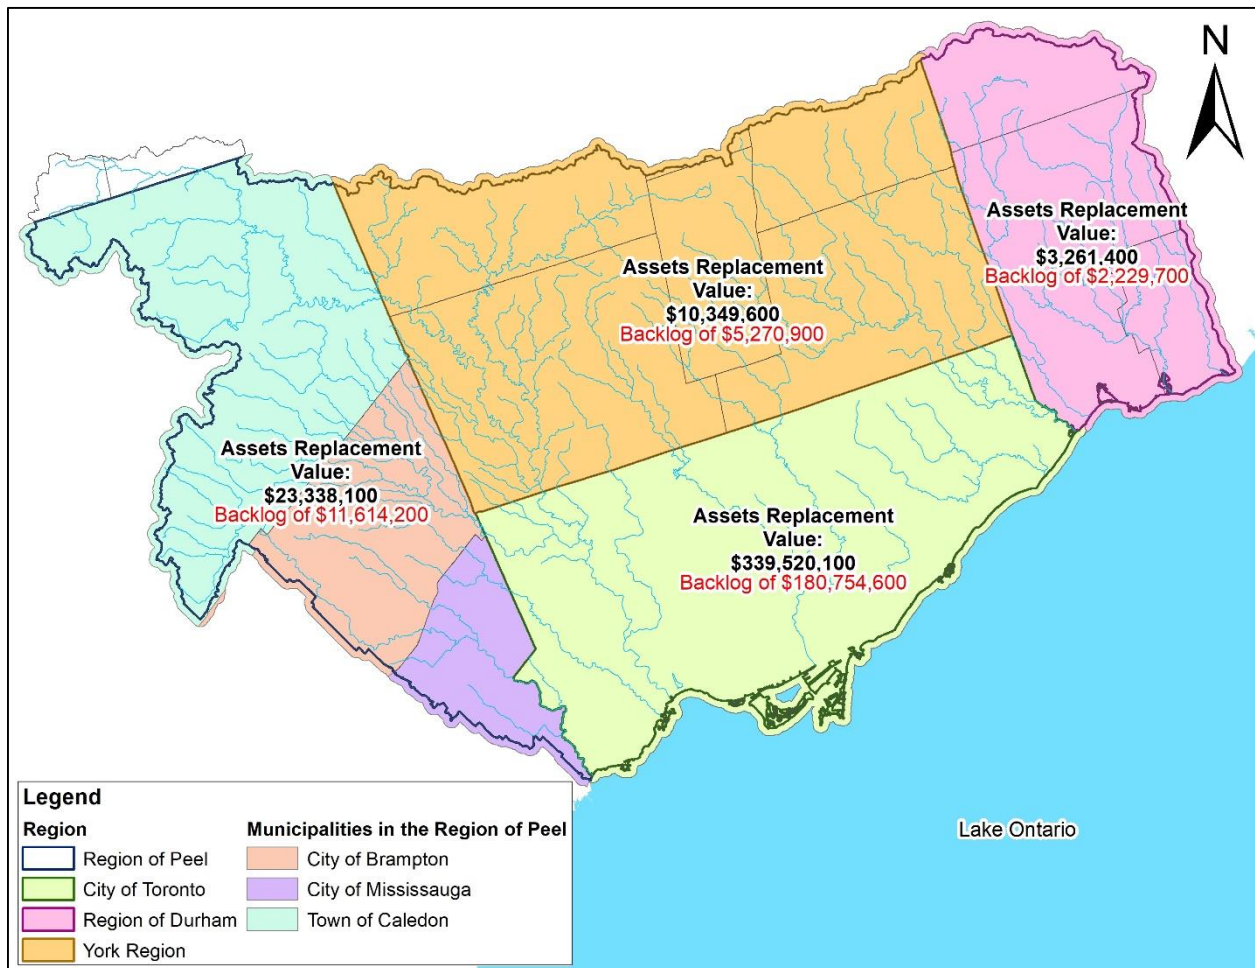 N
Assets Replacement
Value:
$3,261,400
Backlog of $2,229,700
Assets Replacement
Value:
$10,349,600
Backlog of $5,270,900
Assets Replacement
Value:
$23,338,100
Backlog of $11,614,200
Assets Replacement
Value:
$339,520,100
Backlog of $180,754,600
Lake Ontario
Legend
Region
Region of Peel
City of Toronto
Region of Durham
York Region
Municipalities in the Region of Peel
City of Brampton
City of Mississauga
Town of Caledon